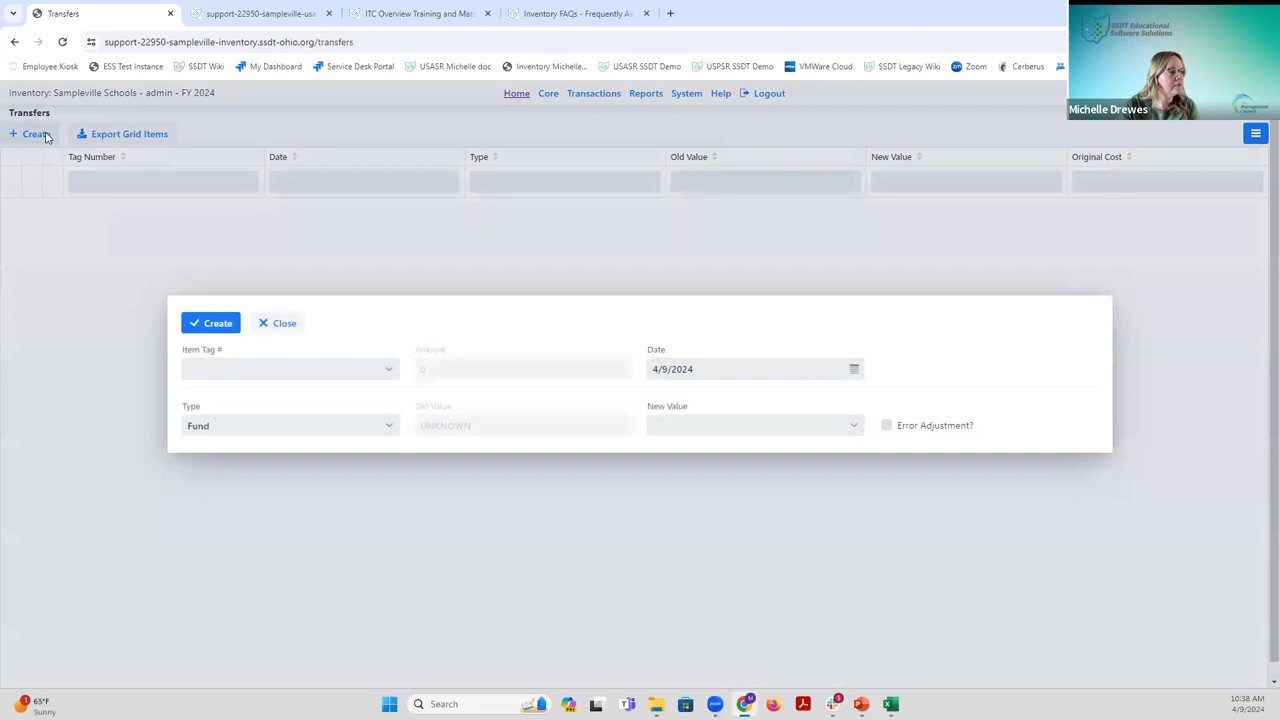 Transfers
support-22950-sampleville-usa
ITC Overview Training and Mat
Inventory FAQs - Frequently As
support-22950-sampleville-inventory.ssdt-ohio.org/transfers
Employee Kiosk
ESS Test Instance
SSDT Wiki
My Dashboard
Service Desk Portal
USASR Michelle doc
Inventory Michelle...
USASR SSDT Demo
USPSR SSDT Demo
VMWare Cloud
SSDT Legacy Wiki
Zoom
Cerberus
SSDT Educational
Software Solutions
Management
Michelle Drewes
Inventory: Sampleville Schools - admin - FY 2024
Home
Core
Transactions
Reports
System
Help
Logout
Transfers
Create
Export Grid Items
Tag Number
Date
Type
Old Value
New Value
Original Cost
Create
Close
Item Tag #
Amount
Date
0
4/9/2024
Type
Old Value
New Value
Fund
UNKNOWN
Error Adjustment?
1
65°F
Sunny
Search
10:38 AM
4/9/2024